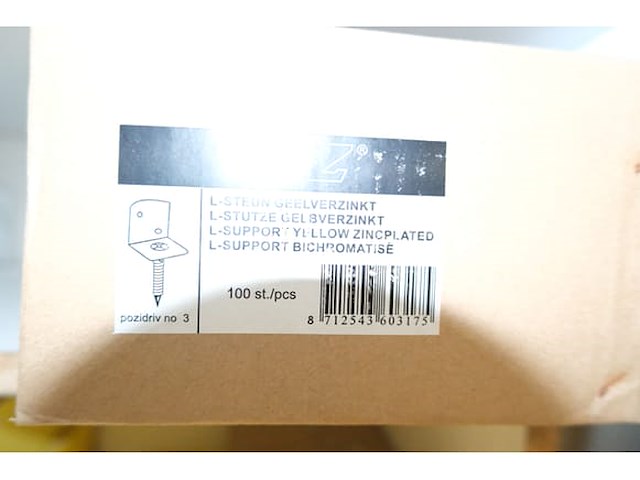 Z®
L-STEUN GEELVERZINKT
L-STUTZE GELBVERZINKT
L-SUPPORT YELLOW ZINCPLATED
L-SUPPORT BICHROMATISÉ
100 st./pcs
pozidriv no 3
8 712543 603175